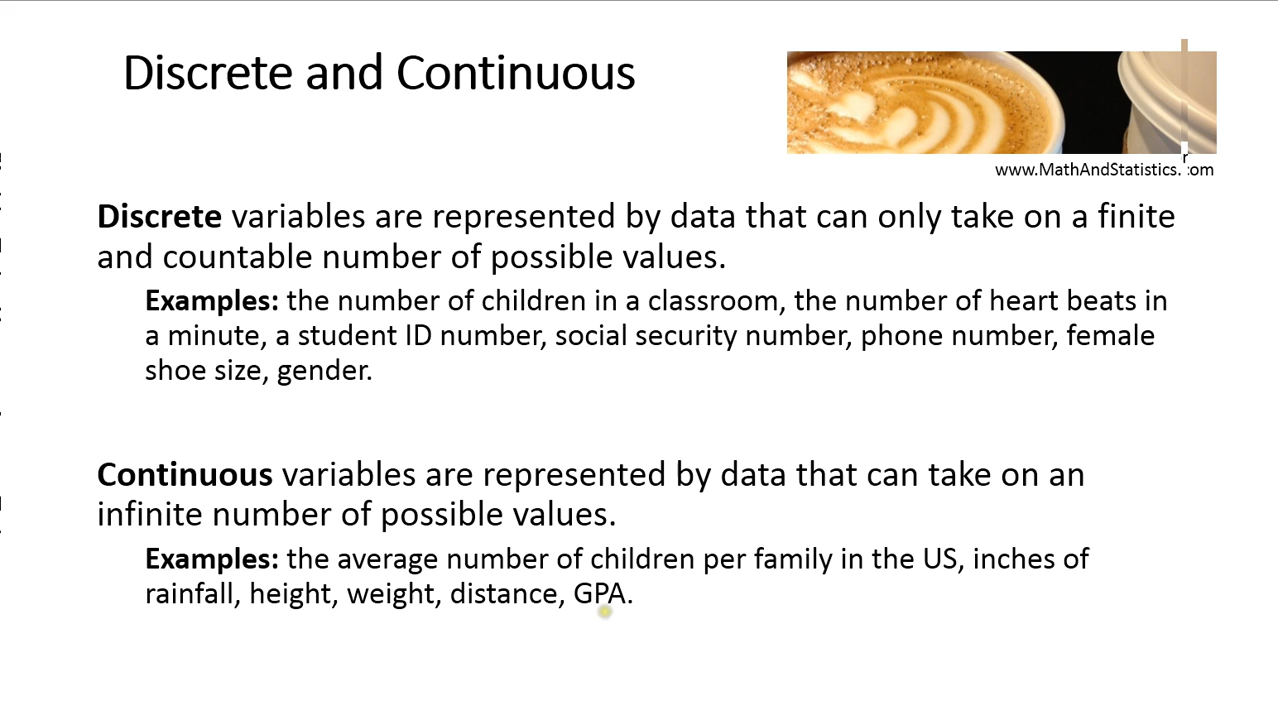 Discrete and Continuous
www.MathAndStatistics.com
Discrete variables are represented by data that can only take on a finite
and countable number of possible values.
Examples: the number of children in a classroom, the number of heart beats in
a minute, a student ID number, social security number, phone number, female
shoe size, gender.
Continuous variables are represented by data that can take on an
infinite number of possible values.
Examples: the average number of children per family in the US, inches of
rainfall, height, weight, distance, GPA.